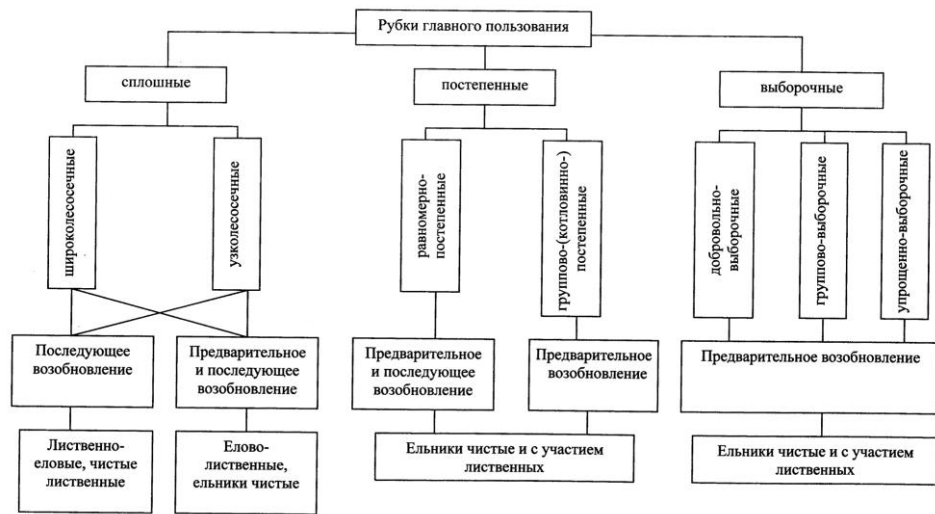 Рубки главного пользования
сплошные
постепенные
выборочные
широколесосечные
узколесосечные
равномерно-
постепенные
группово-(котловинно-)
постепенные
добровольно-
выборочные
группово-выборочные
упрощенно-выборочные
Последующее
возобновление
Предварительное
и последующее
возобновление
Предварительное
и последующее
возобновление
Предварительное
возобновление
Предварительное возобновление
Лиственно-
еловые, чистые
лиственные
Елово-
лиственные,
ельники чистые
Ельники чистые и с участием
лиственных
Ельники чистые и с участием
лиственных